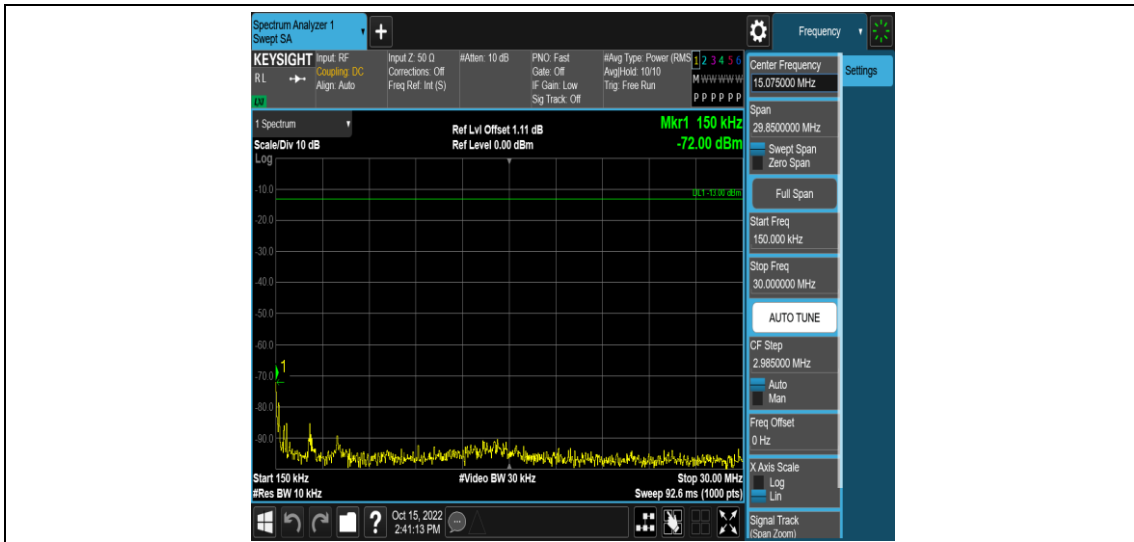 Spectrum Analyzer 1
Swept SA
+
Frequency
KEYSIGHT
RL
LXI
Input: RF
Coupling: DC
Align: Auto
Input Z: 50 Ω
Corrections: Off
Freq Ref: Int (S)
#Atten: 10 dB
PNO: Fast
Gate: Off
IF Gain: Low
Sig Track: Off
#Avg Type: Power (RMS
Avg|Hold: 10/10
Trig: Free Run
1 2 3 4 5 6
M W W W W W
P P P P P P
1 Spectrum
Scale/Div 10 dB
Ref Lvl Offset 1.11 dB
Ref Level 0.00 dBm
Mkr1 150 kHz
-72.00 dBm
Log
DL1 -13.00 dBm
-10.0
-20.0
-30.0
-40.0
-50.0
-60.0
-70.0
-80.0
-90.0
1
Start 150 kHz
#Res BW 10 kHz
#Video BW 30 kHz
Stop 30.00 MHz
Sweep 92.6 ms (1000 pts)
Center Frequency
15.075000 MHz
Settings
Span
29.8500000 MHz
Swept Span
Zero Span
Full Span
Start Freq
150.000 kHz
Stop Freq
30.000000 MHz
AUTO TUNE
CF Step
2.985000 MHz
Auto
Man
Freq Offset
0 Hz
X Axis Scale
Log
Lin
Signal Track
(Span Zoom)
?
Oct 15, 2022
2:41:13 PM